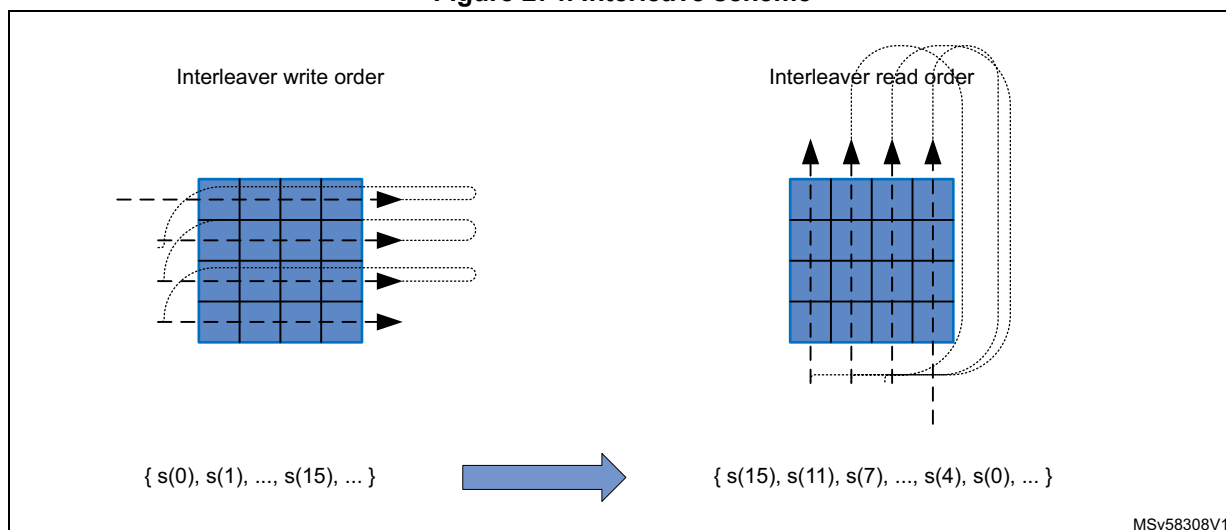 Interleaver write order
Interleaver read order
{ s(0), s(1), ..., s(15), ... }
{ s(15), s(11), s(7), ..., s(4), s(0), ... }
MSv58308V1